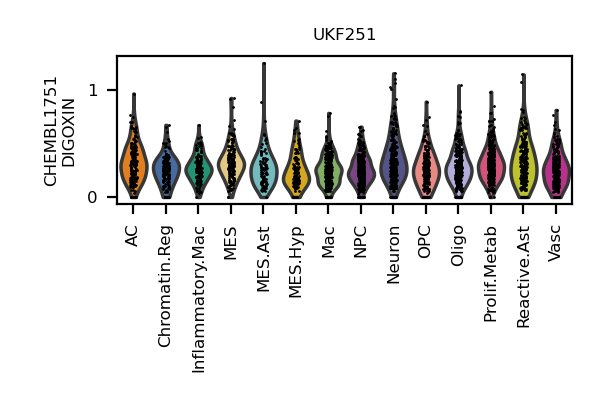 UKF251
CHEMBL1751
DIGOXIN
1
0
AC
Chromatin.Reg
Inflammatory.Mac
MES
MES.Ast
MES.Hyp
Mac
NPC
Neuron
OPC
Oligo
Prolif.Metab
Reactive.Ast
Vasc